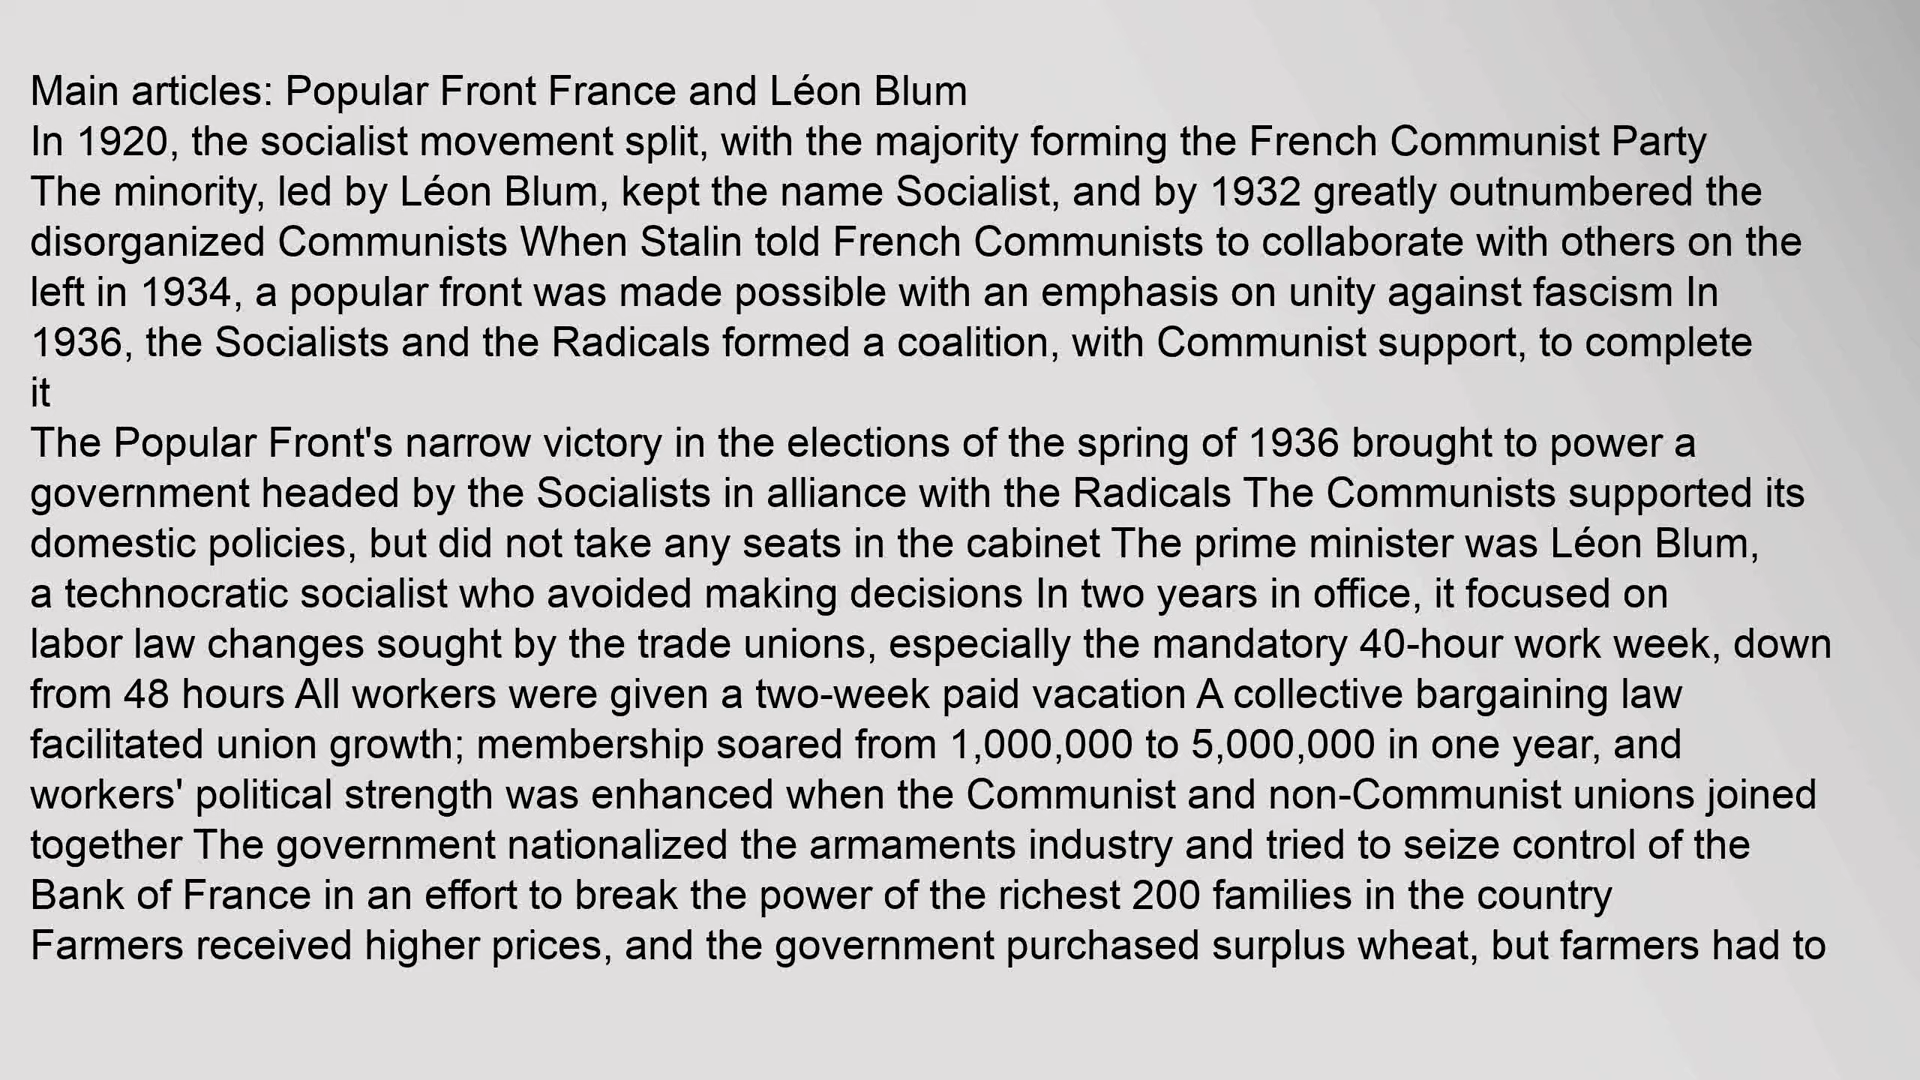 Main articles: Popular Front France and Léon Blum
In 1920, the socialist movement split, with the majority forming the French Communist Party
The minority, led by Léon Blum, kept the name Socialist, and by 1932 greatly outnumbered the
disorganized Communists When Stalin told French Communists to collaborate with others on the
left in 1934, a popular front was made possible with an emphasis on unity against fascism In
1936, the Socialists and the Radicals formed a coalition, with Communist support, to complete
it
The Popular Front's narrow victory in the elections of the spring of 1936 brought to power a
government headed by the Socialists in alliance with the Radicals The Communists supported its
domestic policies, but did not take any seats in the cabinet The prime minister was Léon Blum,
a technocratic socialist who avoided making decisions In two years in office, it focused on
labor law changes sought by the trade unions, especially the mandatory 40-hour work week, down
from 48 hours All workers were given a two-week paid vacation A collective bargaining law
facilitated union growth; membership soared from 1,000,000 to 5,000,000 in one year, and
workers' political strength was enhanced when the Communist and non-Communist unions joined
together The government nationalized the armaments industry and tried to seize control of the
Bank of France in an effort to break the power of the richest 200 families in the country
Farmers received higher prices, and the government purchased surplus wheat, but farmers had to